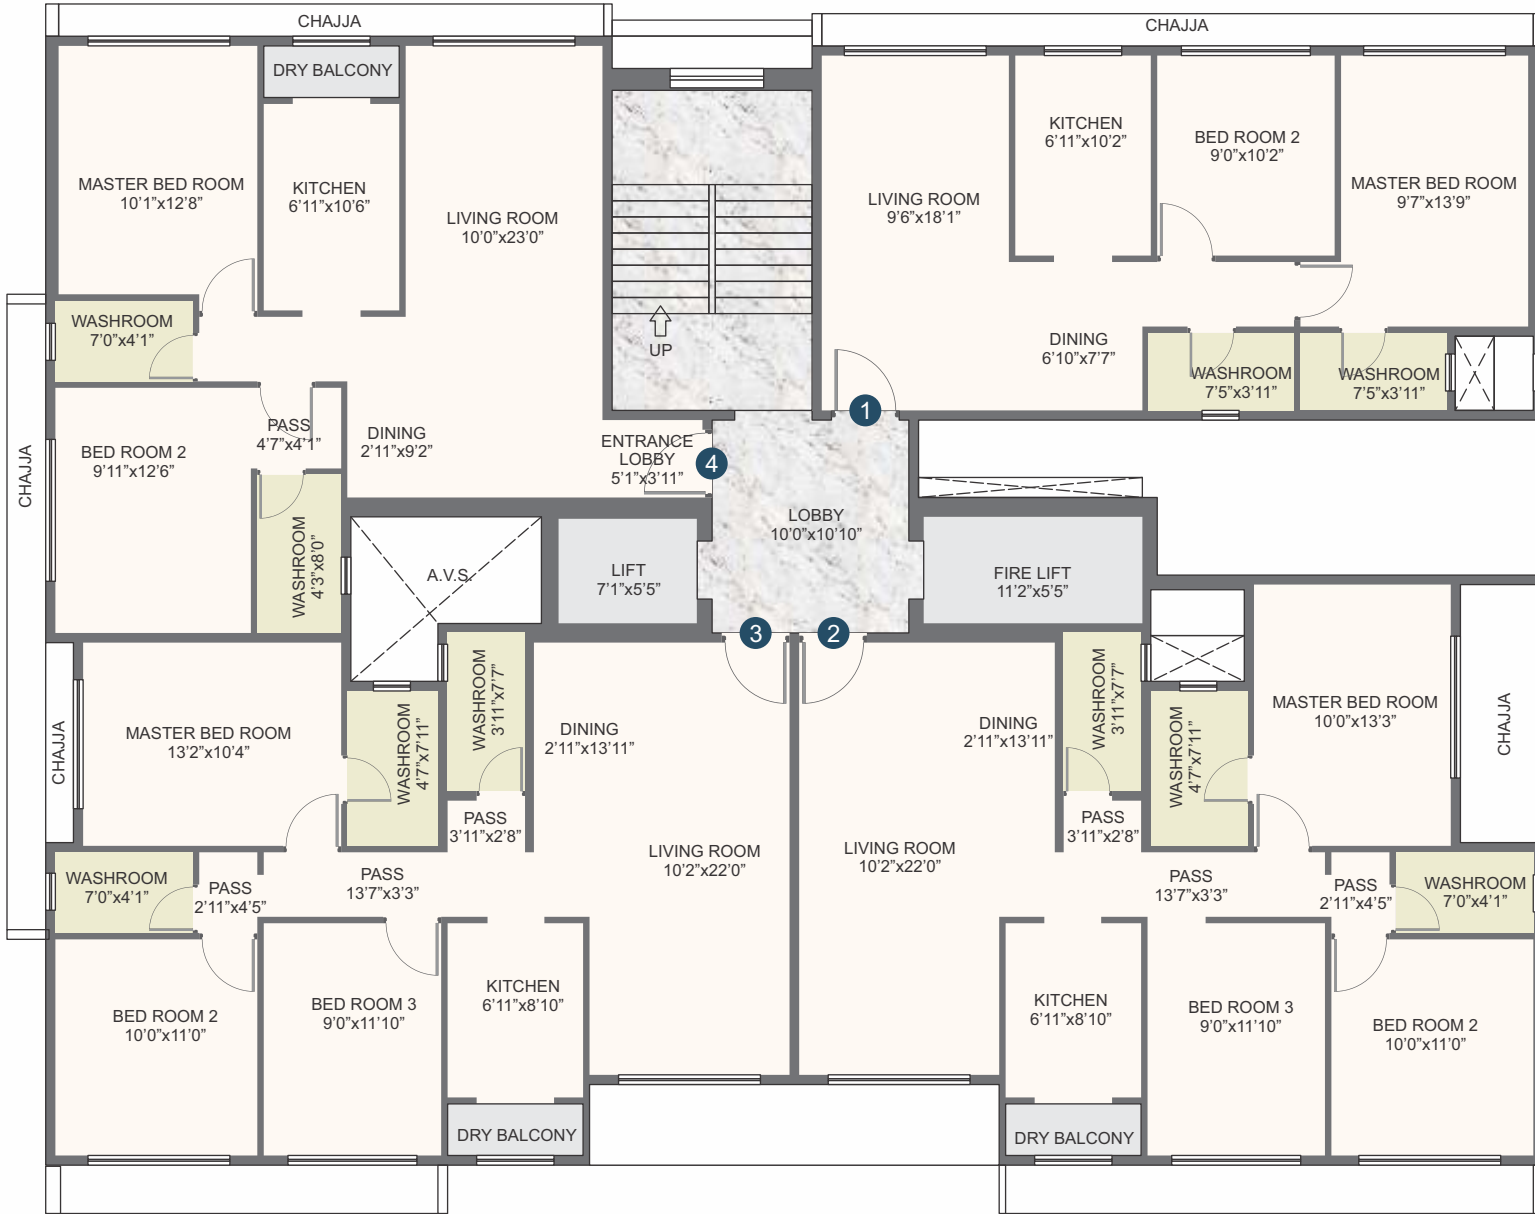 CHAJJA
CHAJJA
DRY BALCONY
MASTER BED ROOM
10'1"x12'8"
KITCHEN
6'11"x10'6"
LIVING ROOM
10'0"x23'0"
LIVING ROOM
9'6"x18'1"
KITCHEN
6'11"x10'2"
BED ROOM 2
9'0"x10'2"
MASTER BED ROOM
9'7"x13'9"
WASHROOM
7'0"x4'1"
UP
DINING
6'10"x7'7"
WASHROOM
7'5"x3'11"
WASHROOM
7'5"x3'11"
1
CHAJJA
BED ROOM 2
9'11"x12'6"
PASS
4'7"x4'1"
DINING
2'11"x9'2"
ENTRANCE
LOBBY
5'1"x3'11"
4
WASHROOM
4'3"x8'0"
A.V.S.
LIFT
7'1"x5'5"
LOBBY
10'0"x10'10"
FIRE LIFT
11'2"x5'5"
3
2
CHAJJA
MASTER BED ROOM
13'2"x10'4"
WASHROOM
4'7"x7'11"
WASHROOM
3'11"x7'7"
DINING
2'11"x13'11"
DINING
2'11"x13'11"
WASHROOM
3'11"x7'7"
WASHROOM
4'7"x7'11"
MASTER BED ROOM
10'0"x13'3"
CHAJJA
PASS
3'11"x2'8"
PASS
3'11"x2'8"
LIVING ROOM
10'2"x22'0"
LIVING ROOM
10'2"x22'0"
WASHROOM
7'0"x4'1"
PASS
2'11"x4'5"
PASS
13'7"x3'3"
PASS
13'7"x3'3"
PASS
2'11"x4'5"
WASHROOM
7'0"x4'1"
BED ROOM 2
10'0"x11'0"
BED ROOM 3
9'0"x11'10"
KITCHEN
6'11"x8'10"
KITCHEN
6'11"x8'10"
BED ROOM 3
9'0"x11'10"
BED ROOM 2
10'0"x11'0"
DRY BALCONY
DRY BALCONY